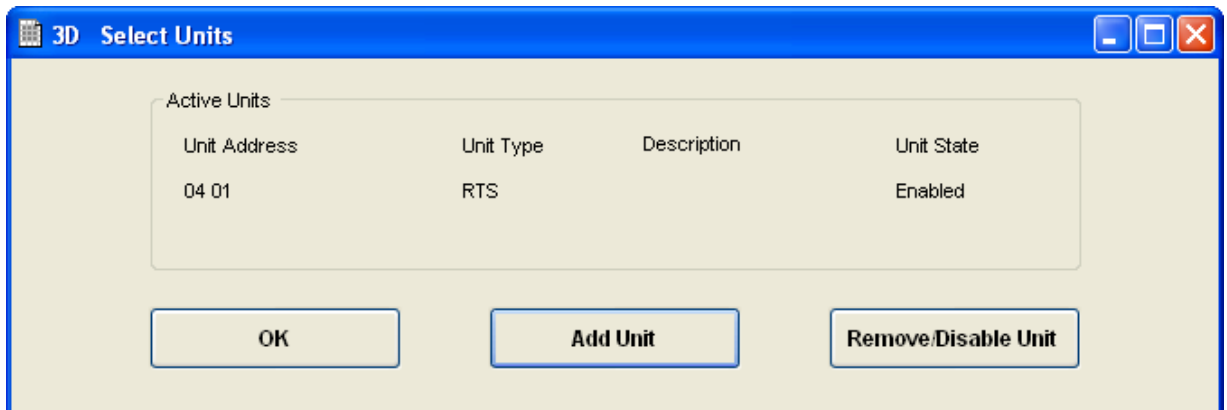 3D Select Units
Active Units
Unit Address Unit Type Description Unit State
04 01 RTS Enabled
OK Add Unit Remove/Disable Unit